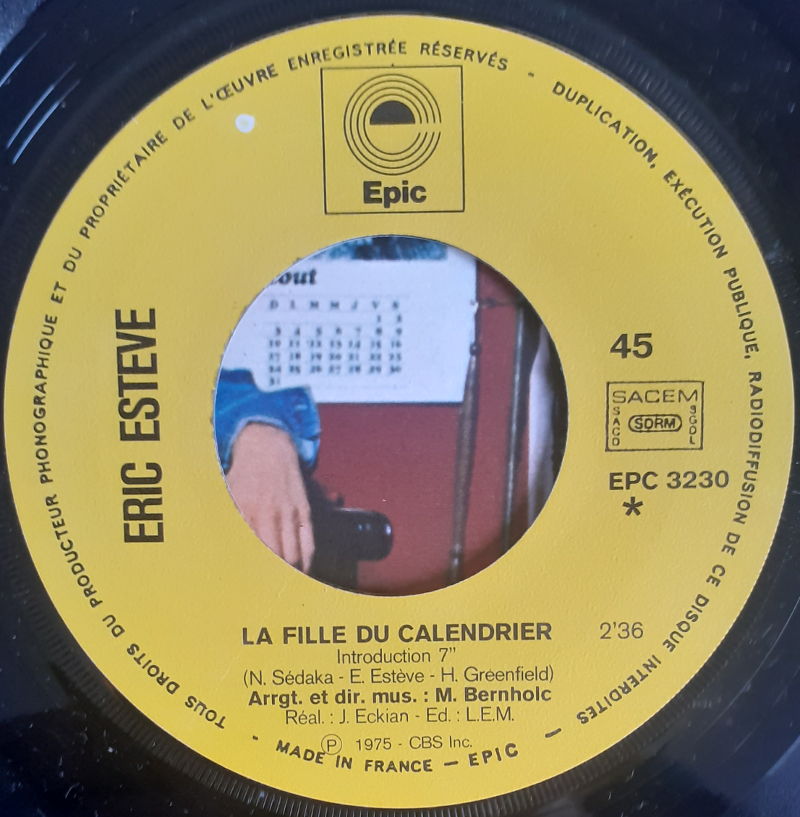 TOUS DROITS DU PRODUCTEUR PHONOGRAPHIQUE ET DU PROPRIÉTAIRE DE L'ŒUVRE ENREGISTRÉE RÉSERVÉS - DUPLICATION, EXÉCUTION PUBLIQUE, RADIODIFFUSION DE CE DISQUE INTERDITES
Epic
out
D L M M J V S
1 2
3 4 5 6 7 8 9
10 11 12 13 14 15 16
17 18 19 20 21 22 23
24 25 26 27 28 29 30
31
ERIC ESTEVE
45
SACEM
SACD SDRM SGDL
EPC 3230
*
LA FILLE DU CALENDRIER 2'36
Introduction 7"
(N. Sédaka - E. Estève - H. Greenfield)
Arrgt. et dir. mus. : M. Bernholc
Réal. : J. Eckian - Ed. : L.E.M.
Ⓟ 1975 - CBS Inc.
- MADE IN FRANCE - EPIC -